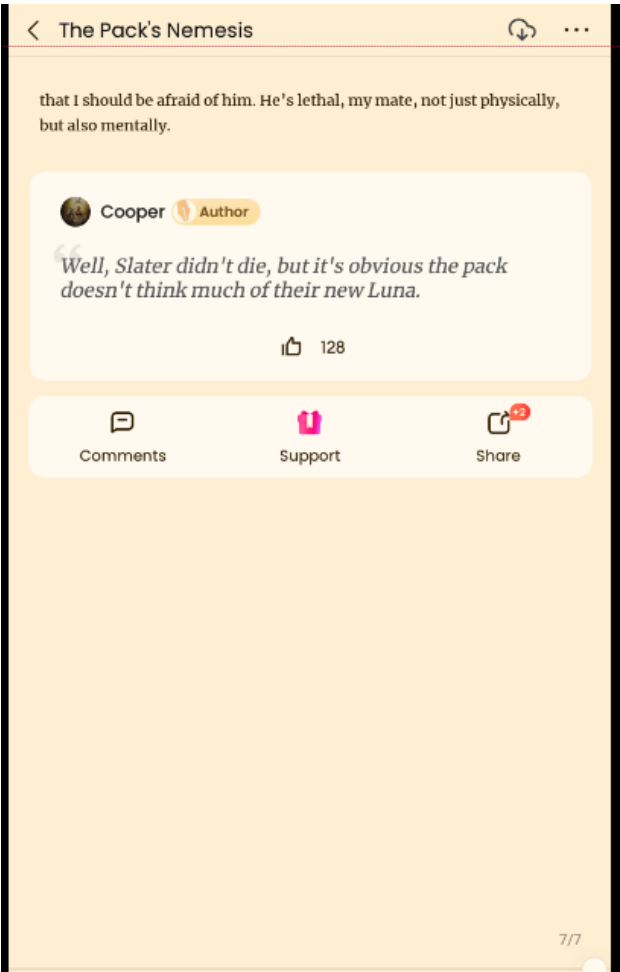 The Pack's Nemesis
that I should be afraid of him. He's lethal, my mate, not just physically,
but also mentally.
Cooper Author
Well, Slater didn't die, but it's obvious the pack
doesn't think much of their new Luna.
128
Comments Support Share +2
7/7